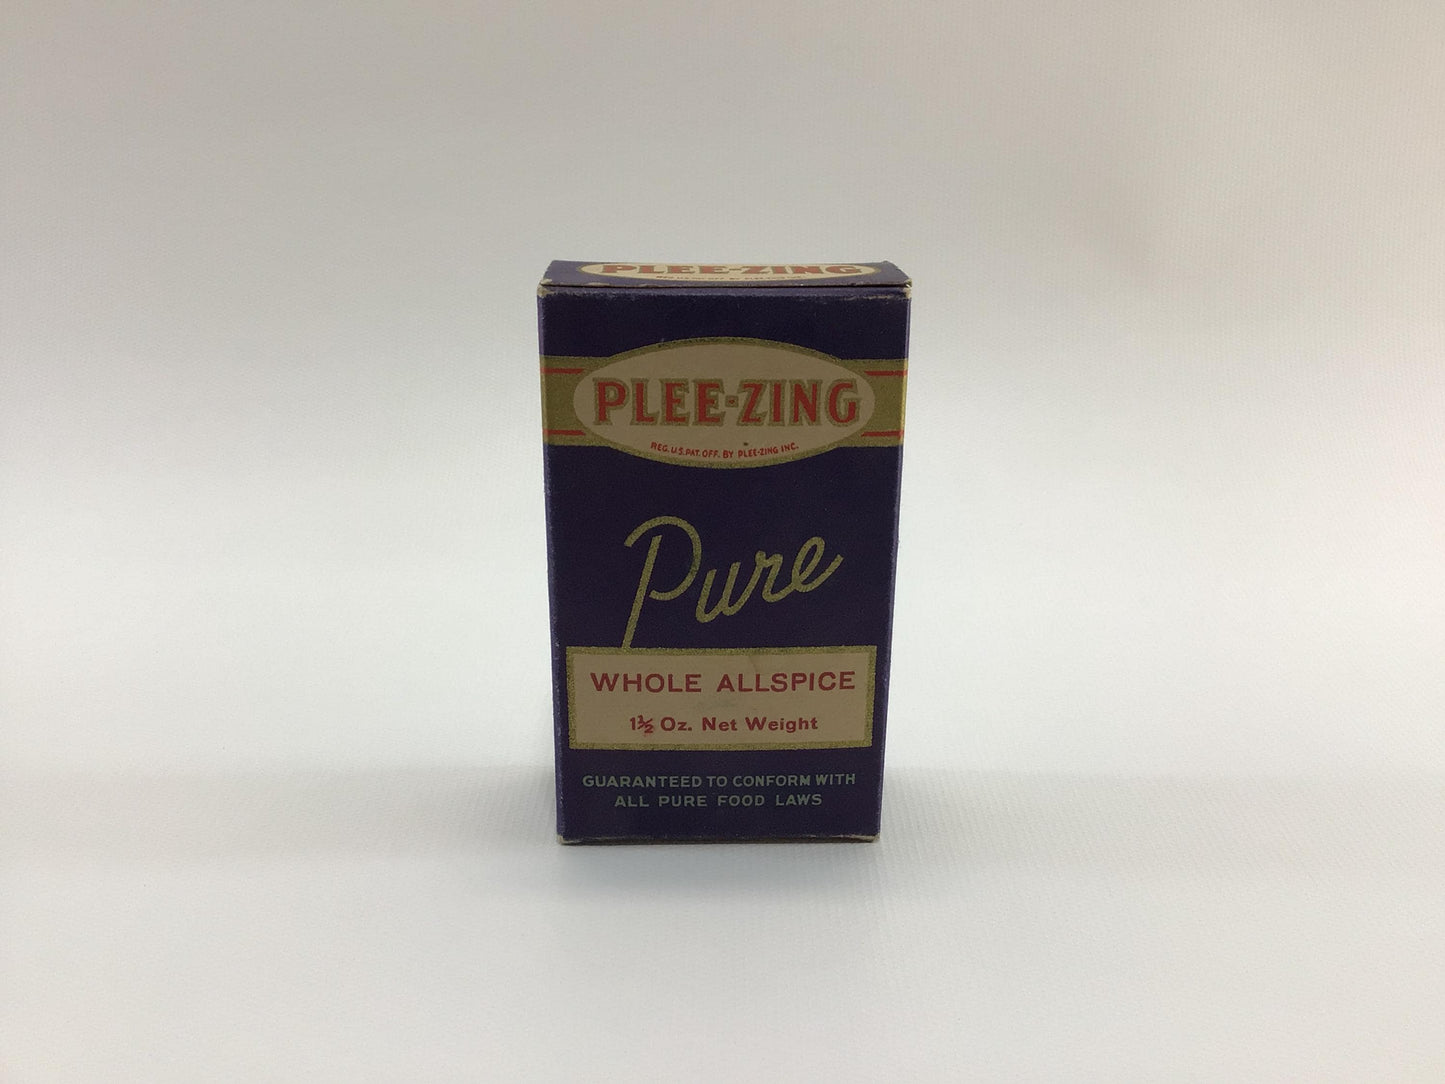 PLEE-ZING
PLEE-ZING
REG. U.S. PAT. OFF. BY PLEE-ZING INC.
Pure
WHOLE ALLSPICE
1½ Oz. Net Weight
GUARANTEED TO CONFORM WITH
ALL PURE FOOD LAWS